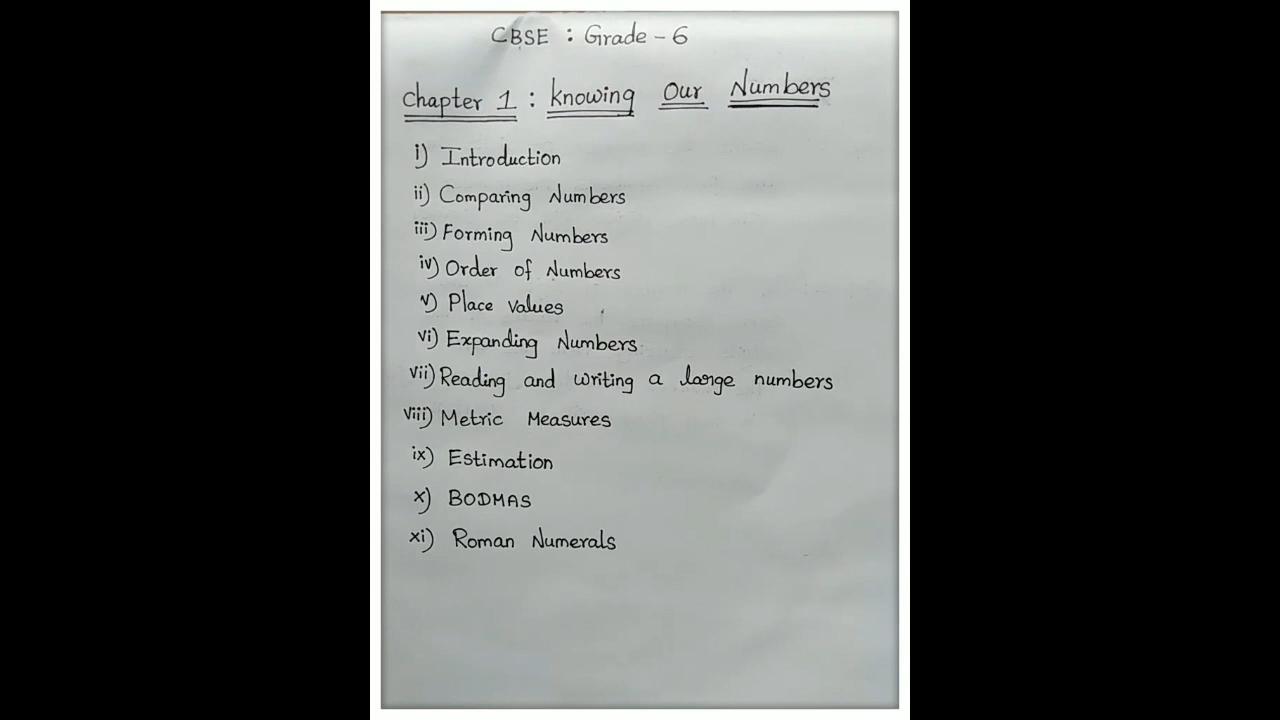 CBSE : Grade - 6
Chapter 1 : Knowing Our Numbers
i) Introduction
ii) Comparing Numbers
iii) Forming Numbers
iv) Order of Numbers
v) Place values
vi) Expanding Numbers
vii) Reading and writing a large numbers
viii) Metric Measures
ix) Estimation
x) BODMAS
xi) Roman Numerals